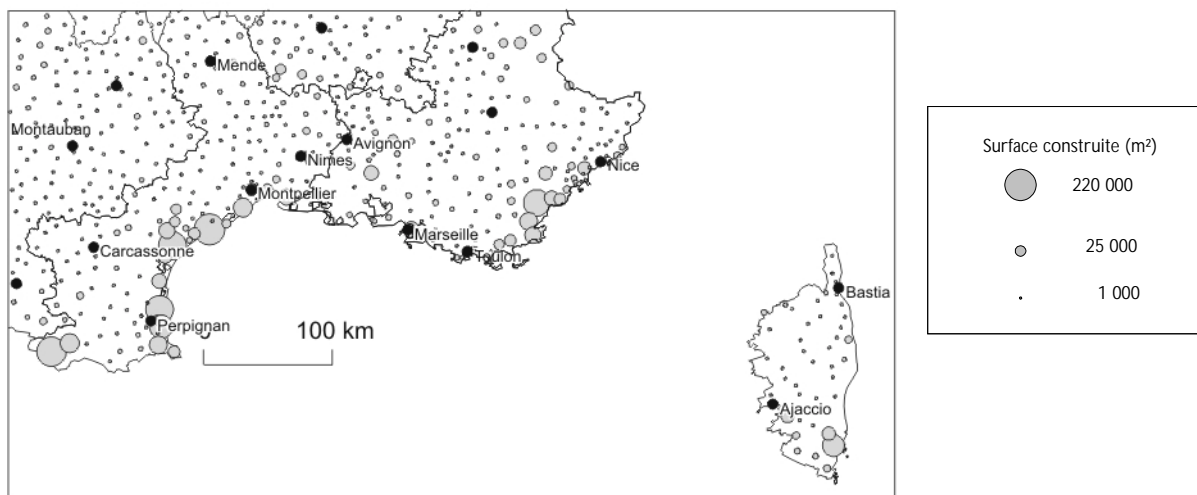 Mende
Montauban
Avignon
Nimes
Nice
Montpellier
Marseille
Carcassonne
Toulon
Bastia
Perpignan
100 km
Ajaccio
Surface construite (m²)
220 000
25 000
1 000